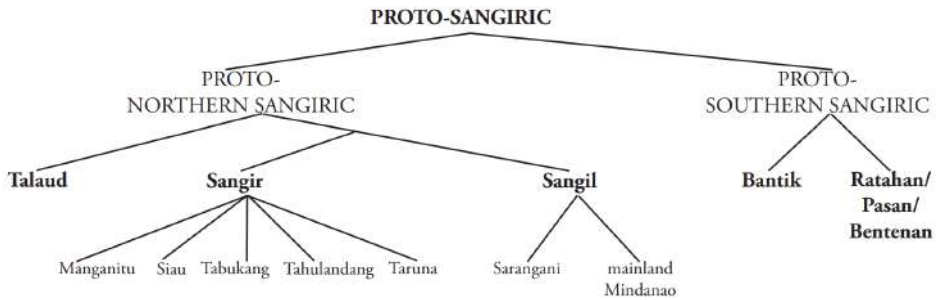 PROTO-SANGIRIC
PROTO-
NORTHERN SANGIRIC
PROTO-
SOUTHERN SANGIRIC
Talaud
Sangir
Sangil
Bantik
Ratahan/
Pasan/
Bentenan
Manganitu
Siau
Tabukang
Tahulandang
Taruna
Sarangani
mainland
Mindanao